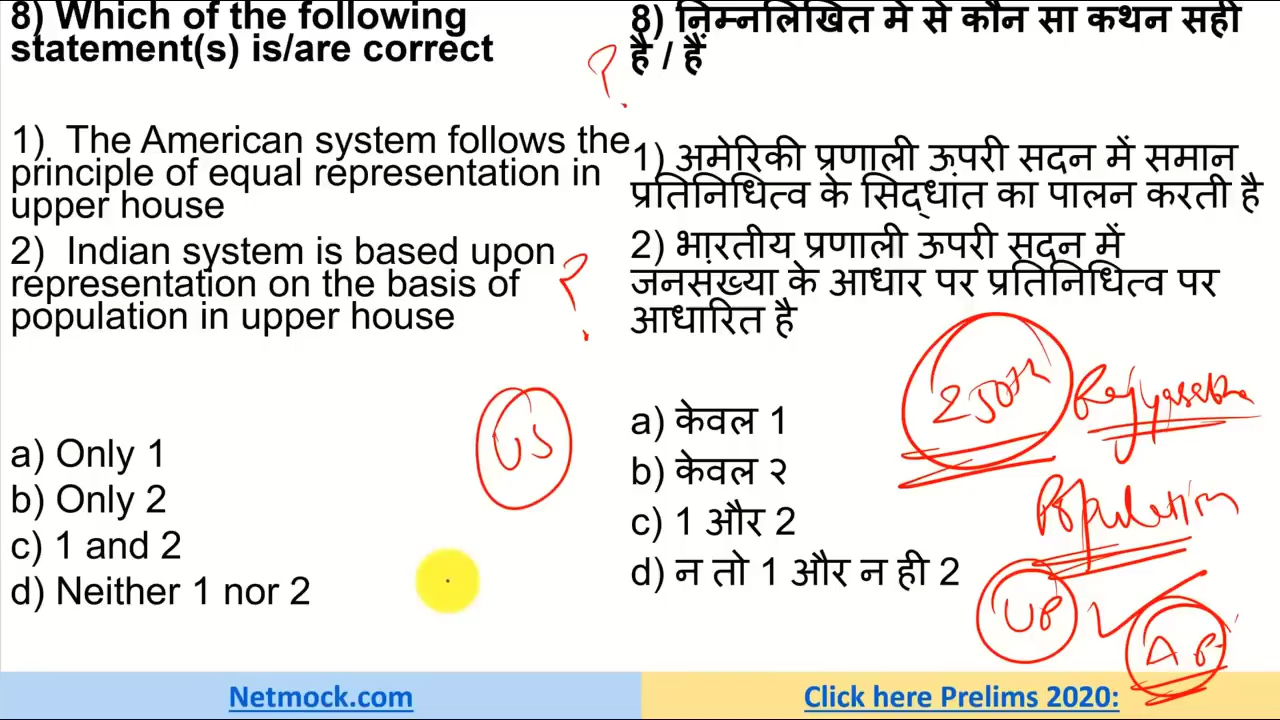 8) Which of the following
statement(s) is/are correct
1) The American system follows the
principle of equal representation in
upper house
2) Indian system is based upon
representation on the basis of
population in upper house
a) Only 1
b) Only 2
c) 1 and 2
d) Neither 1 nor 2
8) निम्नलिखित में से कौन सा कथन सही
है / हैं
1) अमेरिकी प्रणाली ऊपरी सदन में समान
प्रतिनिधित्व के सिद्धांत का पालन करती है
2) भारतीय प्रणाली ऊपरी सदन में
जनसंख्या के आधार पर प्रतिनिधित्व पर
आधारित है
a) केवल 1
b) केवल २
c) 1 और 2
d) न तो 1 और न ही 2
?
?
US
Rajyasabha
Population
UP
AP
Netmock.com
Click here Prelims 2020: